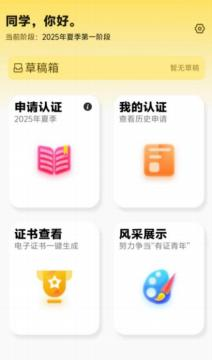 同学，你好。
当前阶段：2025年夏季第一阶段
草稿箱 暂无草稿
申请认证 我的认证
2025年夏季 查看历史申请
证书查看 风采展示
电子证书一键生成 努力争当“有证青年”